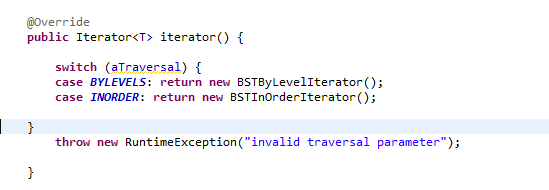 @Override
public Iterator<T> iterator() {
switch (aTraversal) {
case BYLEVELS: return new BSTByLevelIterator();
case INORDER: return new BSTInOrderIterator();
}
throw new RuntimeException("invalid traversal parameter");
}